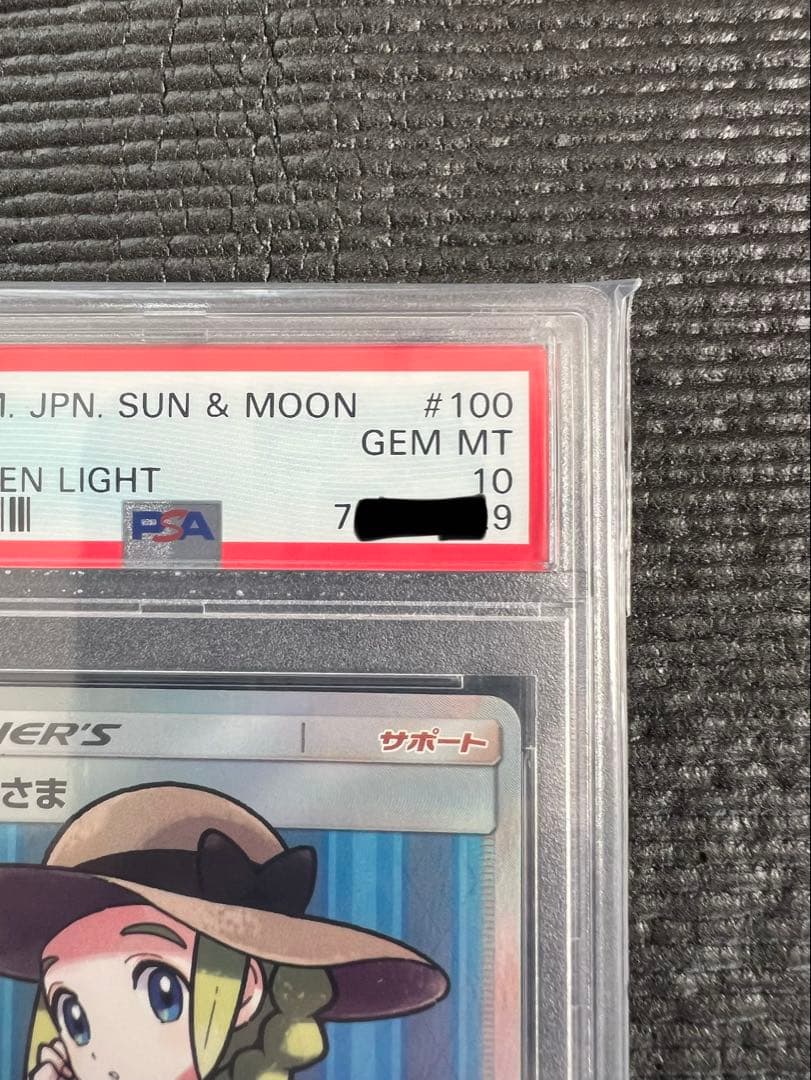 . JPN. SUN & MOON #100
GEM MT
EN LIGHT 10
PSA 7 9
ER'S サポート
さま